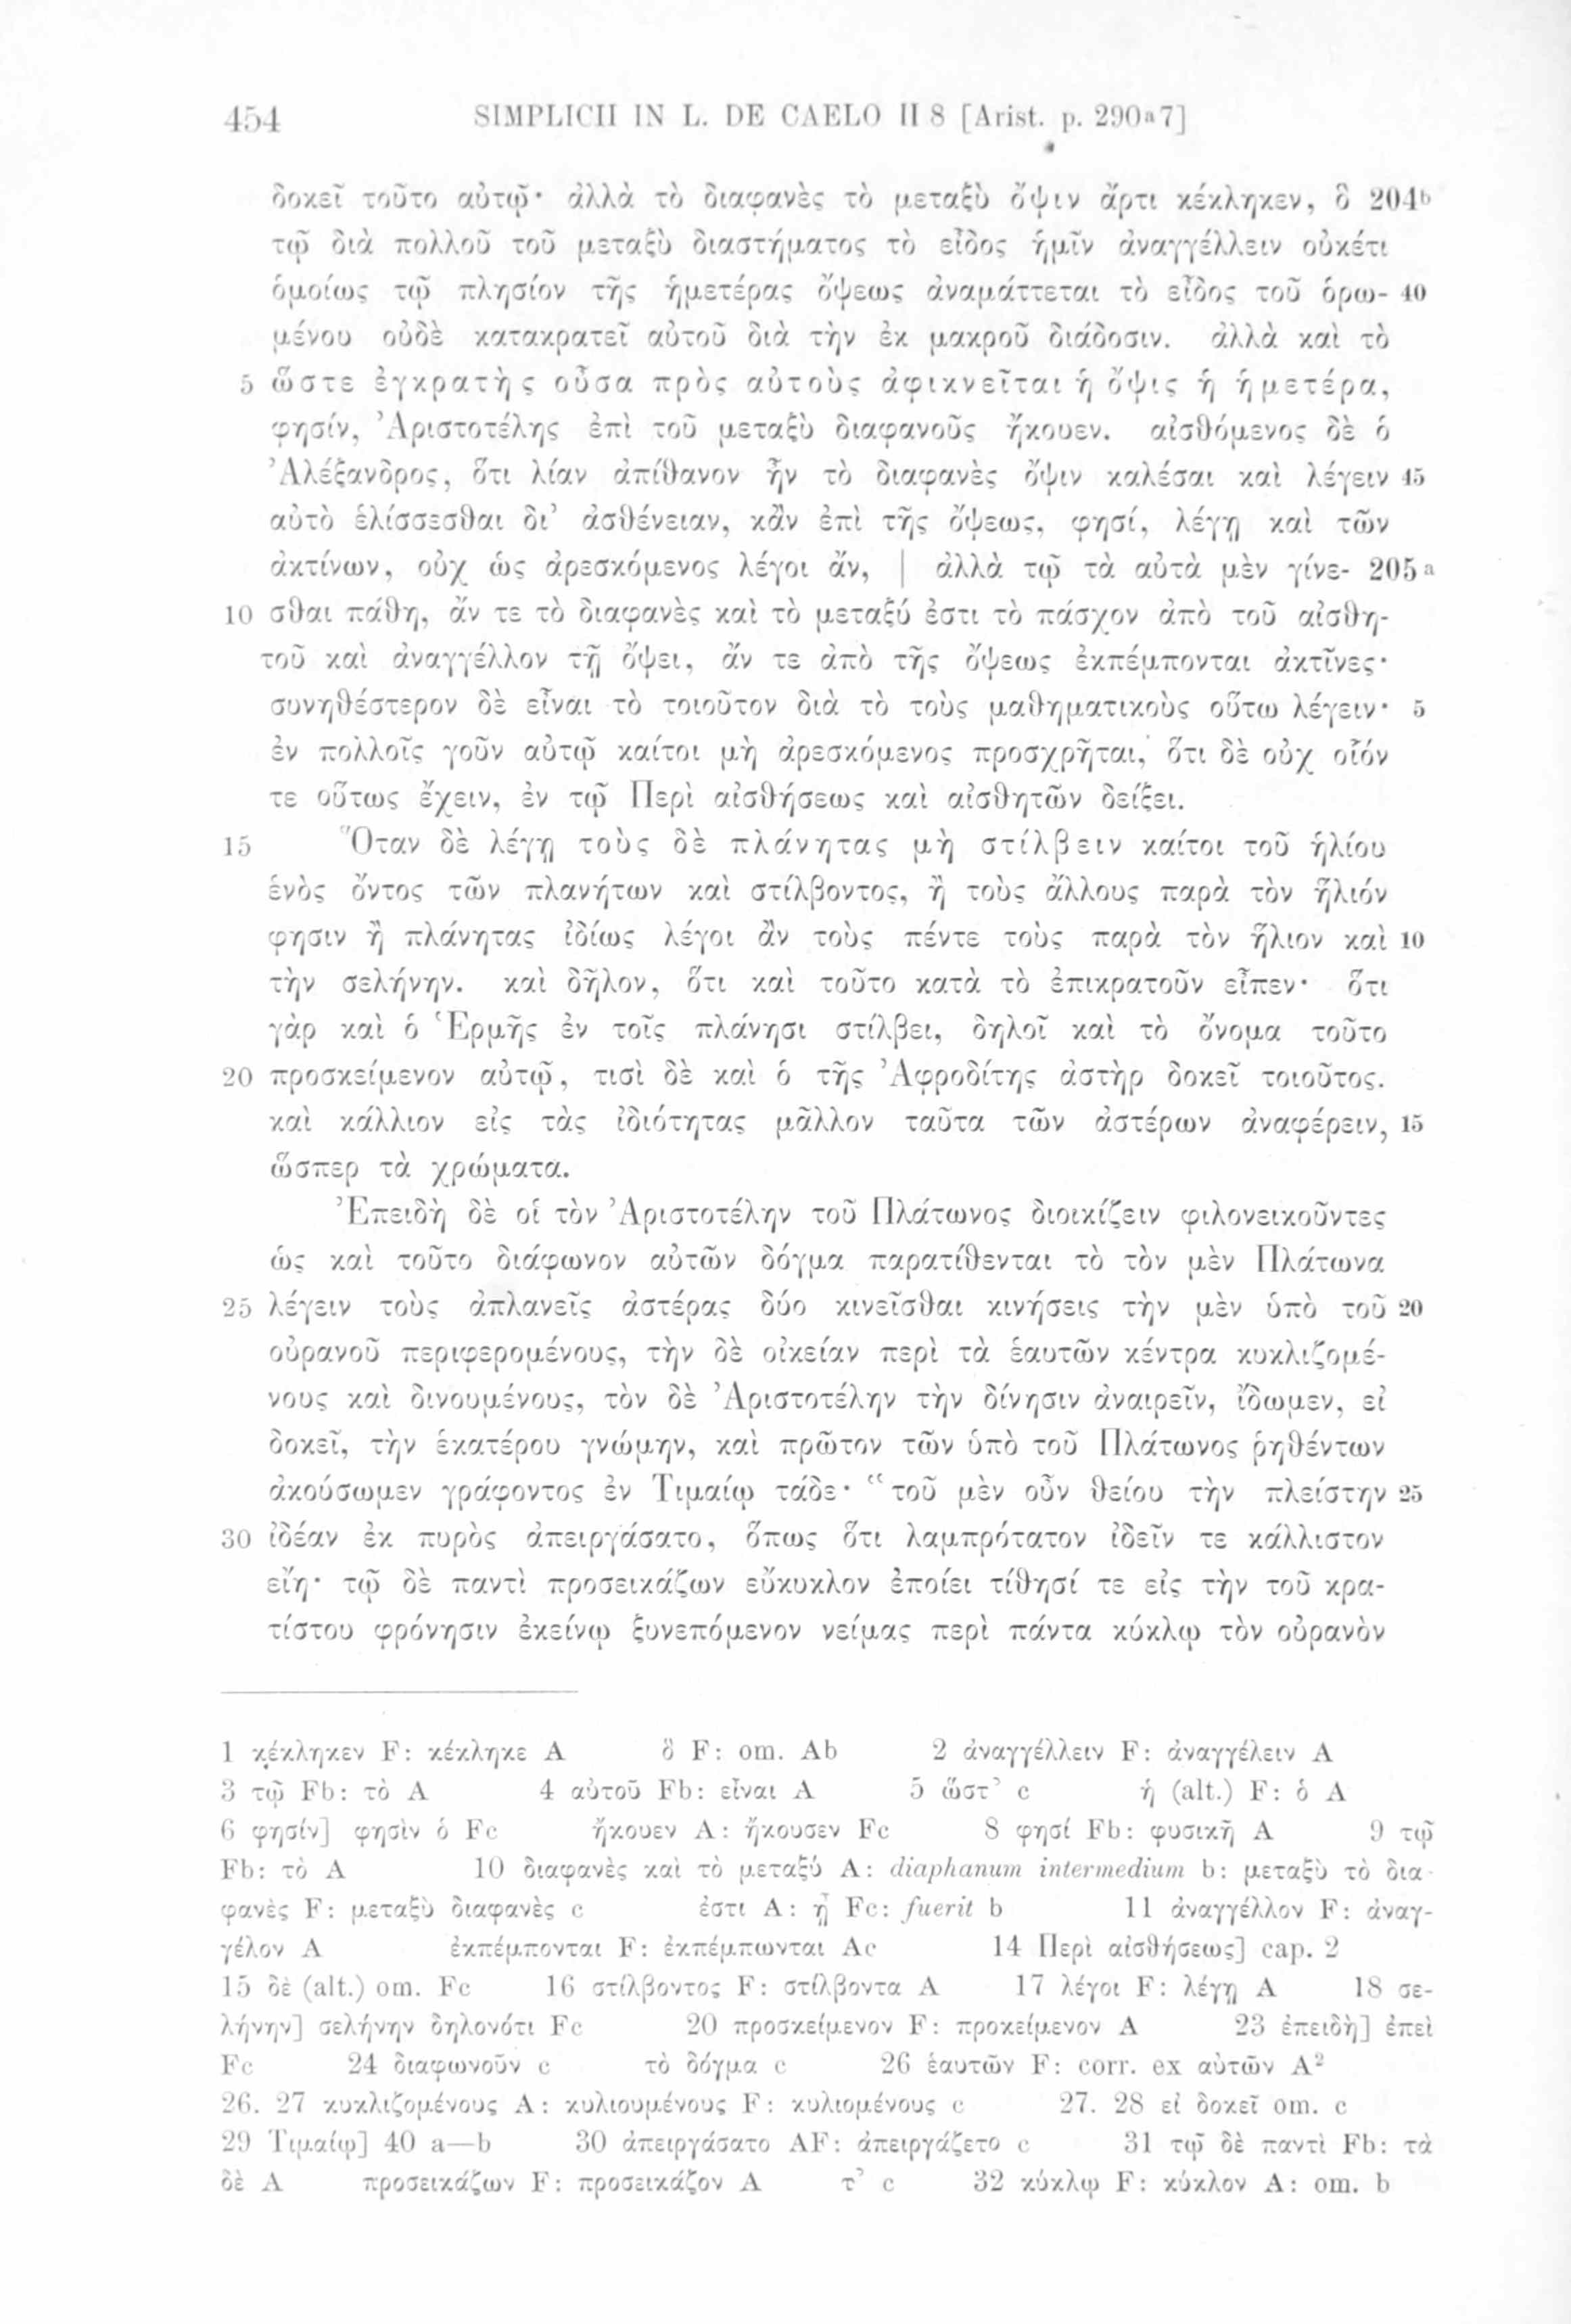 454 SIMPLICII IN L. DE CAELO II 8 [Arist. p. 290ᵃ7]
δοκεῖ τοῦτο αὐτῷ· ἀλλὰ τὸ διαφανὲς τὸ μεταξὺ ὄψιν ἄρτι κέκληκεν, ὃ 204ᵇ
τῷ διὰ πολλοῦ τοῦ μεταξὺ διαστήματος τὸ εἶδος ἡμῖν ἀναγγέλλειν οὐκέτι
ὁμοίως τῷ πλησίον τῆς ἡμετέρας ὄψεως ἀναμάττεται τὸ εἶδος τοῦ ὁρω- 40
μένου οὐδὲ κατακρατεῖ αὐτοῦ διὰ τὴν ἐκ μακροῦ διάδοσιν. ἀλλὰ καὶ τὸ
5 ὥστε ἐγκρατὴς οὖσα πρὸς αὐτοὺς ἀφικνεῖται ἡ ὄψις ἡ ἡμετέρα,
φησίν, Ἀριστοτέλης ἐπὶ τοῦ μεταξὺ διαφανοῦς ἤκουεν. αἰσθόμενος δὲ ὁ
Ἀλέξανδρος, ὅτι λίαν ἀπίθανον ἦν τὸ διαφανὲς ὄψιν καλέσαι καὶ λέγειν 45
αὐτὸ ἑλίσσεσθαι δι' ἀσθένειαν, κἂν ἐπὶ τῆς ὄψεως, φησί, λέγῃ καὶ τῶν
ἀκτίνων, οὐχ ὡς ἀρεσκόμενος λέγοι ἄν, | ἀλλὰ τῷ τὰ αὐτὰ μὲν γίνε- 205ᵃ
10 σθαι πάθη, ἄν τε τὸ διαφανὲς καὶ τὸ μεταξύ ἐστι τὸ πάσχον ἀπὸ τοῦ αἰσθη-
τοῦ καὶ ἀναγγέλλον τῇ ὄψει, ἄν τε ἀπὸ τῆς ὄψεως ἐκπέμπονται ἀκτῖνες·
συνηθέστερον δὲ εἶναι τὸ τοιοῦτον διὰ τὸ τοὺς μαθηματικοὺς οὕτω λέγειν· 5
ἐν πολλοῖς γοῦν αὐτῷ καίτοι μὴ ἀρεσκόμενος προσχρῆται, ὅτι δὲ οὐχ οἷόν
τε οὕτως ἔχειν, ἐν τῷ Περὶ αἰσθήσεως καὶ αἰσθητῶν δείξει.
15 Ὅταν δὲ λέγῃ τοὺς δὲ πλάνητας μὴ στίλβειν καίτοι τοῦ ἡλίου
ἑνὸς ὄντος τῶν πλανήτων καὶ στίλβοντος, ἢ τοὺς ἄλλους παρὰ τὸν ἥλιόν
φησιν ἢ πλάνητας ἰδίως λέγοι ἂν τοὺς πέντε τοὺς παρὰ τὸν ἥλιον καὶ 10
τὴν σελήνην. καὶ δῆλον, ὅτι καὶ τοῦτο κατὰ τὸ ἐπικρατοῦν εἶπεν· ὅτι
γὰρ καὶ ὁ Ἑρμῆς ἐν τοῖς πλάνησι στίλβει, δηλοῖ καὶ τὸ ὄνομα τοῦτο
20 προσκείμενον αὐτῷ, τισὶ δὲ καὶ ὁ τῆς Ἀφροδίτης ἀστὴρ δοκεῖ τοιοῦτος.
καὶ κάλλιον εἰς τὰς ἰδιότητας μᾶλλον ταῦτα τῶν ἀστέρων ἀναφέρειν, 15
ὥσπερ τὰ χρώματα.
Ἐπειδὴ δὲ οἱ τὸν Ἀριστοτέλην τοῦ Πλάτωνος διοικίζειν φιλονεικοῦντες
ὡς καὶ τοῦτο διάφωνον αὐτῶν δόγμα παρατίθενται τὸ τὸν μὲν Πλάτωνα
25 λέγειν τοὺς ἀπλανεῖς ἀστέρας δύο κινεῖσθαι κινήσεις τὴν μὲν ὑπὸ τοῦ 20
οὐρανοῦ περιφερομένους, τὴν δὲ οἰκείαν περὶ τὰ ἑαυτῶν κέντρα κυκλιζομέ-
νους καὶ δινουμένους, τὸν δὲ Ἀριστοτέλην τὴν δίνησιν ἀναιρεῖν, ἴδωμεν, εἰ
δοκεῖ, τὴν ἑκατέρου γνώμην, καὶ πρῶτον τῶν ὑπὸ τοῦ Πλάτωνος ῥηθέντων
ἀκούσωμεν γράφοντος ἐν Τιμαίῳ τάδε· “τοῦ μὲν οὖν θείου τὴν πλείστην 25
30 ἰδέαν ἐκ πυρὸς ἀπειργάσατο, ὅπως ὅτι λαμπρότατον ἰδεῖν τε κάλλιστον
εἴη· τῷ δὲ παντὶ προσεικάζων εὔκυκλον ἐποίει τίθησί τε εἰς τὴν τοῦ κρα-
τίστου φρόνησιν ἐκείνῳ ξυνεπόμενον νείμας περὶ πάντα κύκλῳ τὸν οὐρανὸν
1 κέκληκεν F: κέκληκε A ὃ F: om. Ab 2 ἀναγγέλλειν F: ἀναγγέλειν A
3 τῷ Fb: τὸ A 4 αὐτοῦ Fb: εἶναι A 5 ὥστ' c ἡ (alt.) F: ὁ A
6 φησίν] φησὶν ὁ Fc ἤκουεν A: ἤκουσεν Fc 8 φησί Fb: φυσικῇ A 9 τῷ
Fb: τὸ A 10 διαφανὲς καὶ τὸ μεταξύ A: diaphanum intermedium b: μεταξὺ τὸ δια-
φανὲς F: μεταξὺ διαφανὲς c ἐστι A: ᾖ Fc: fuerit b 11 ἀναγγέλλον F: ἀναγ-
γέλον A ἐκπέμπονται F: ἐκπέμπωνται Ac 14 Περὶ αἰσθήσεως] cap. 2
15 δὲ (alt.) om. Fc 16 στίλβοντος F: στίλβοντα A 17 λέγοι F: λέγῃ A 18 σε-
λήνην] σελήνην δηλονότι Fc 20 προσκείμενον F: προκείμενον A 23 ἐπειδὴ] ἐπεὶ
Fc 24 διαφωνοῦν c τὸ δόγμα c 26 ἑαυτῶν F: corr. ex αὐτῶν A²
26. 27 κυκλιζομένους A: κυλιουμένους F: κυλιομένους c 27. 28 εἰ δοκεῖ om. c
29 Τιμαίῳ] 40 a—b 30 ἀπειργάσατο AF: ἀπειργάζετο c 31 τῷ δὲ παντὶ Fb: τὰ
δὲ A προσεικάζων F: προσεικάζον A τ' c 32 κύκλῳ F: κύκλον A: om. b